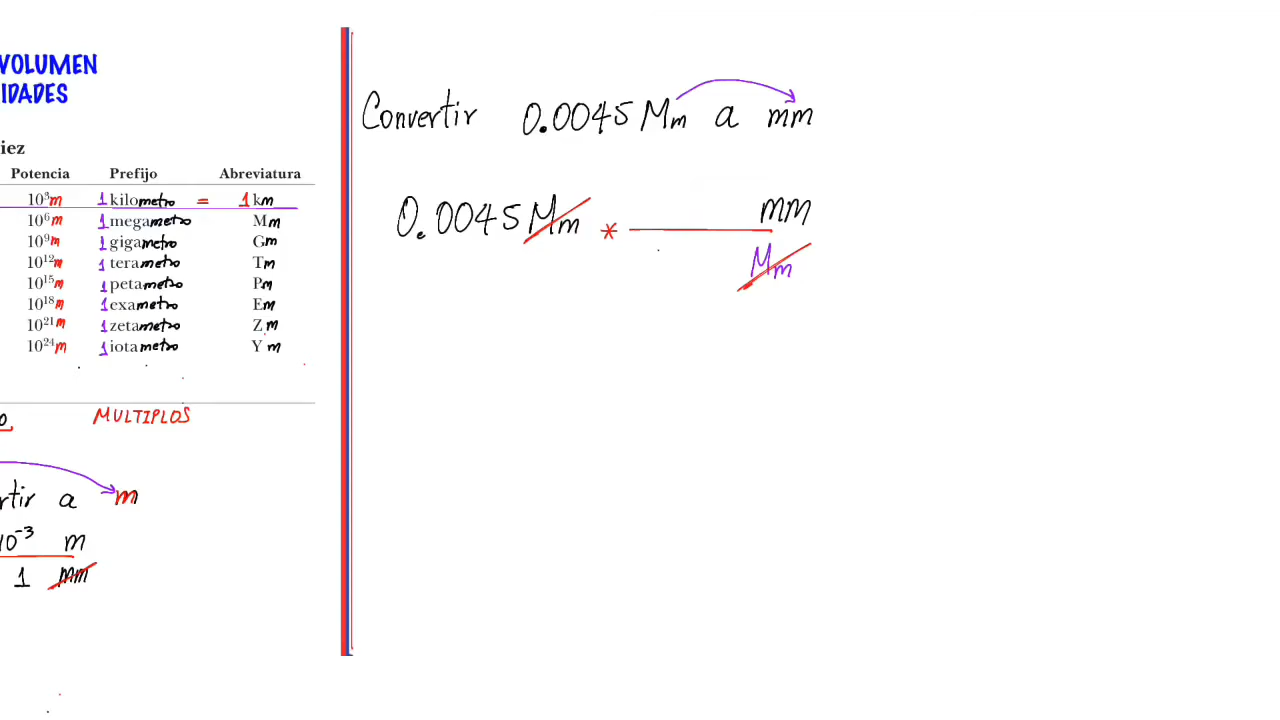 VOLUMEN
IDADES
iez
Potencia Prefijo Abreviatura
10³m 1 kilometro = 1 km
10⁶m 1 megametro Mm
10⁹m 1 gigametro Gm
10¹²m 1 terametro Tm
10¹⁵m 1 petametro Pm
10¹⁸m 1 exametro Em
10²¹m 1 zetametro Zm
10²⁴m 1 iotametro Ym
O MULTIPLOS
rtir a m
10⁻³ m
1 mm
Convertir 0.0045 Mm a mm
0.0045 Mm * mm
Mm